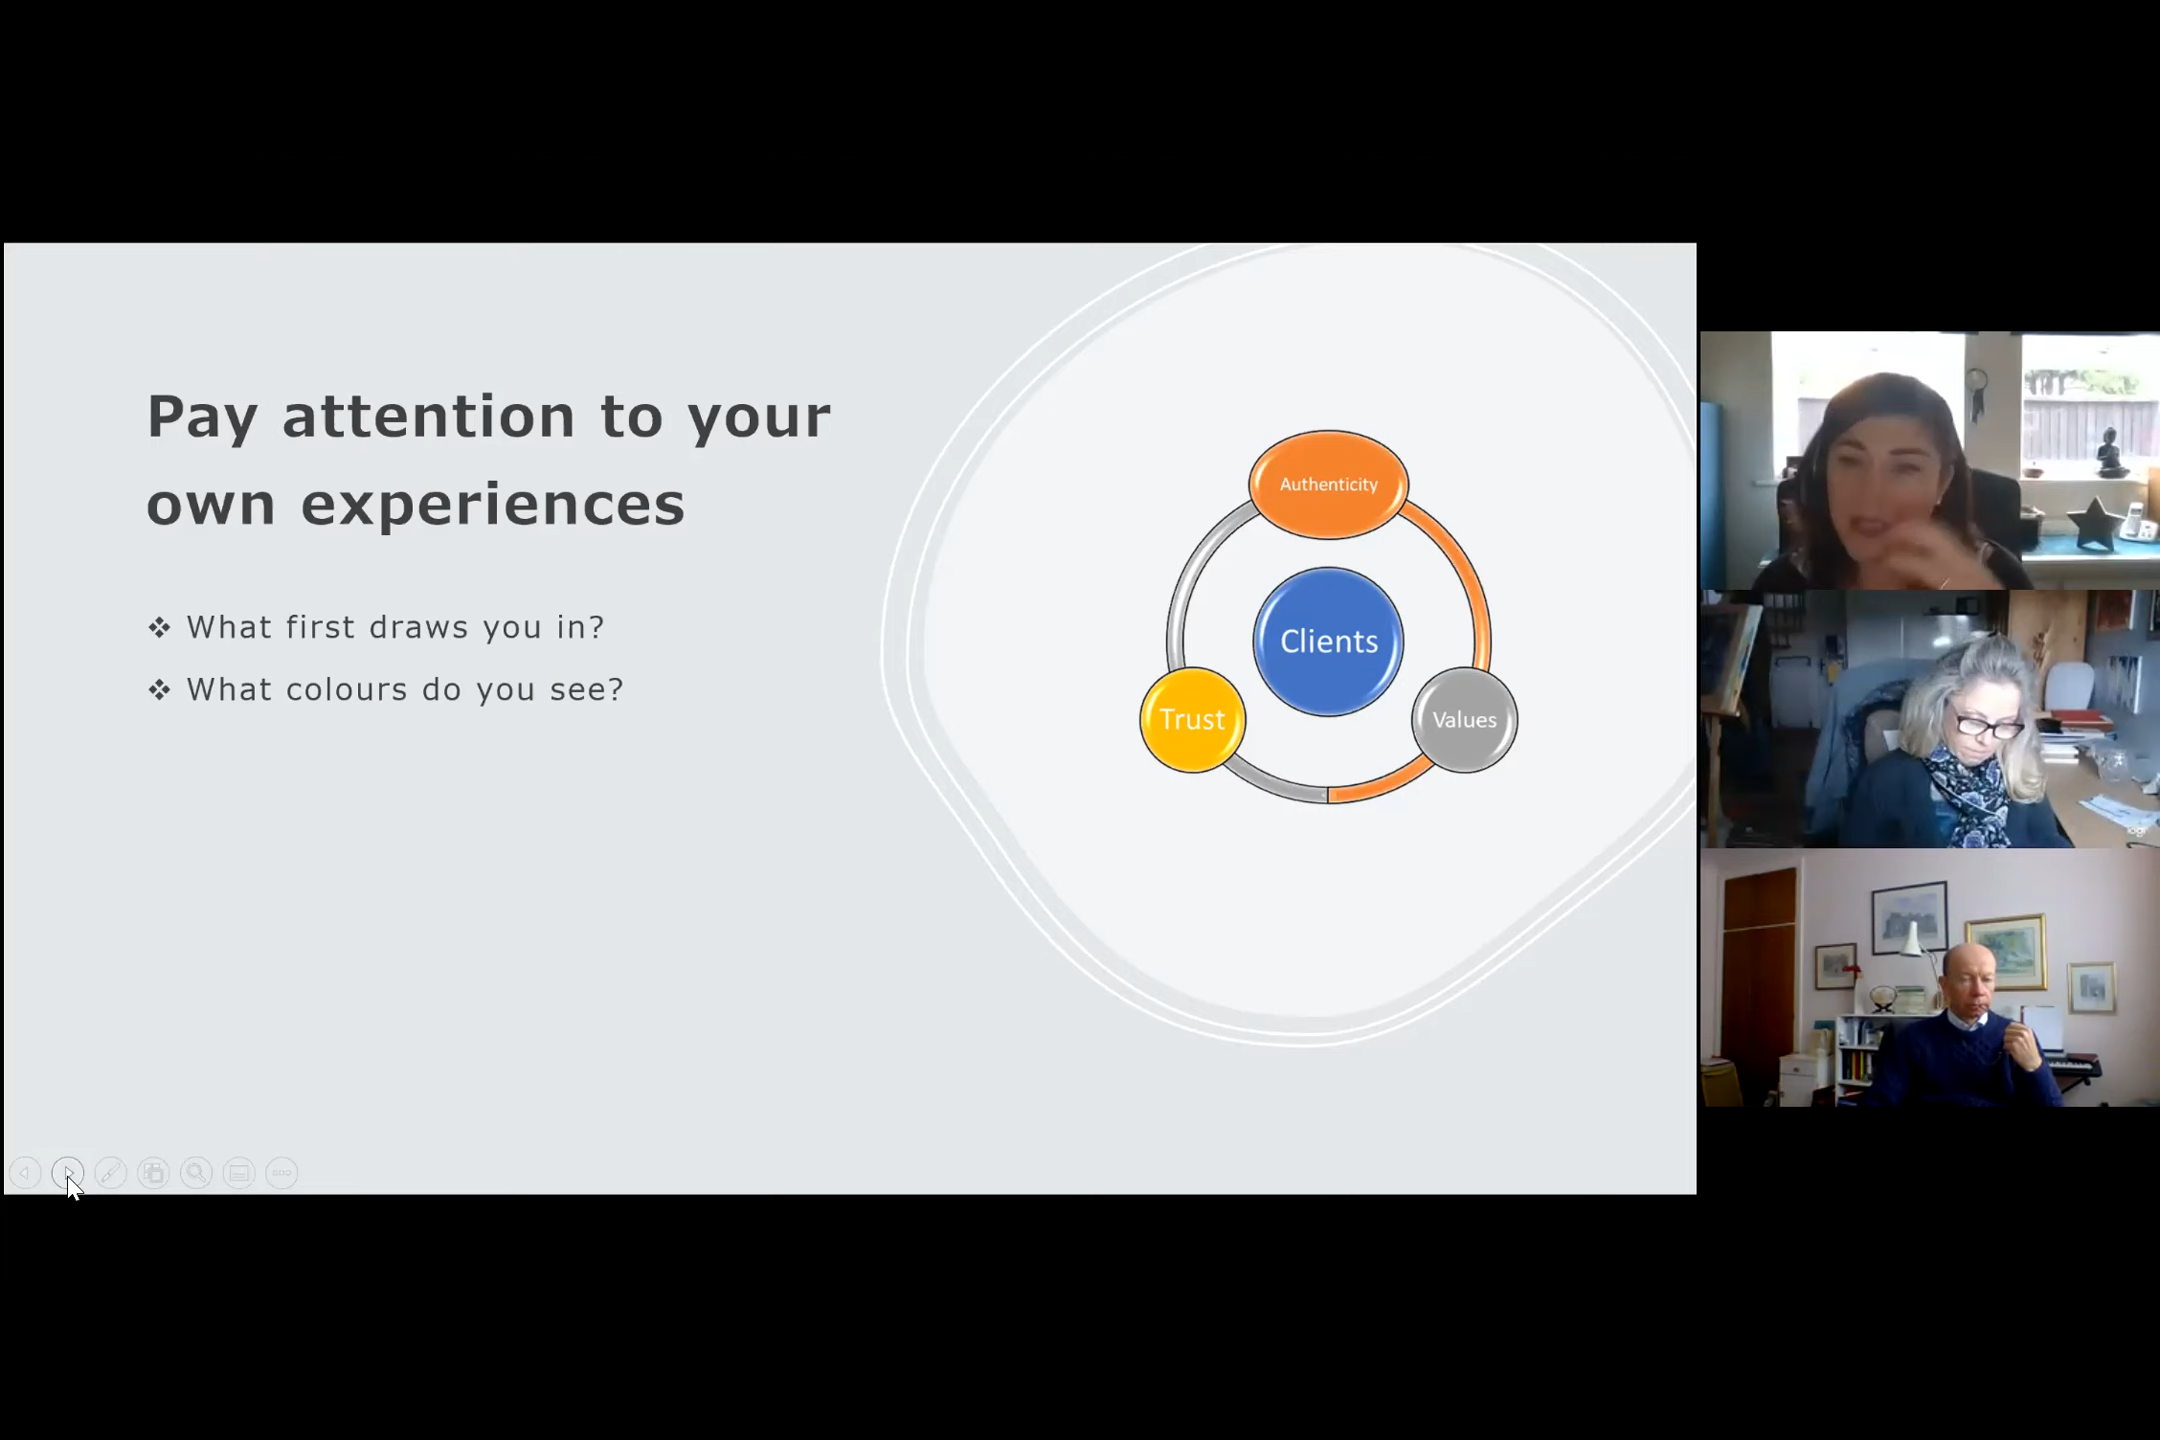 Pay attention to your
own experiences
What first draws you in?
What colours do you see?
Authenticity
Clients
Trust
Values
logi